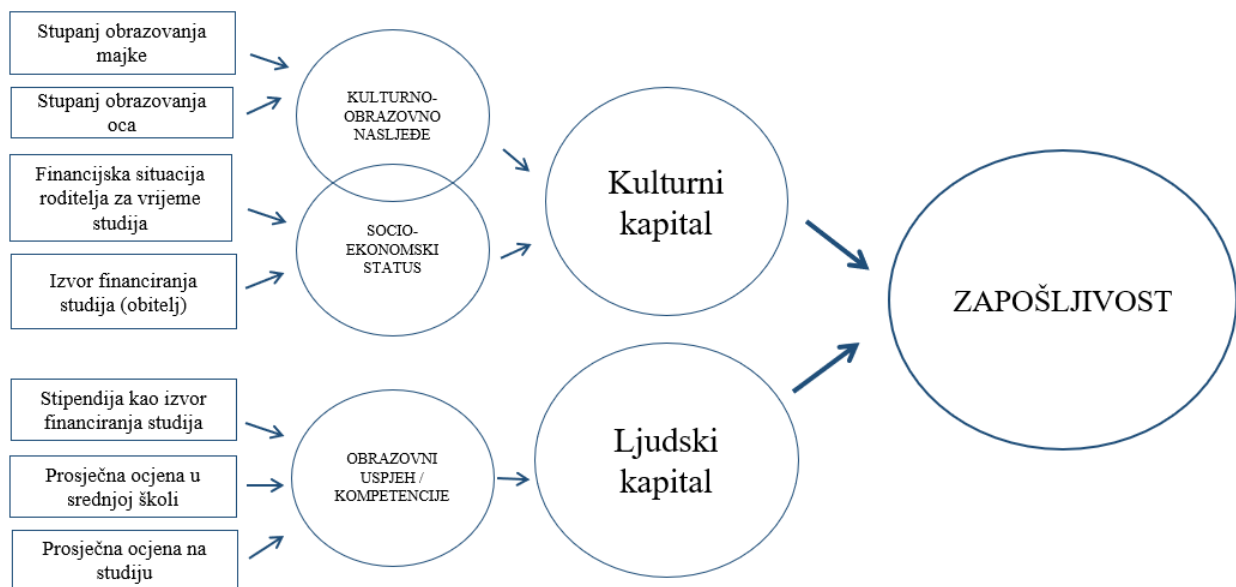 Stupanj obrazovanja
majke
Stupanj obrazovanja
oca
Financijska situacija
roditelja za vrijeme
studija
Izvor financiranja
studija (obitelj)
Stipendija kao izvor
financiranja studija
Prosječna ocjena u
srednjoj školi
Prosječna ocjena na
studiju
KULTURNO-
OBRAZOVNO
NASLJEĐE
SOCIO-
EKONOMSKI
STATUS
OBRAZOVNI
USPJEH /
KOMPETENCIJE
Kulturni
kapital
Ljudski
kapital
ZAPOŠLJIVOST